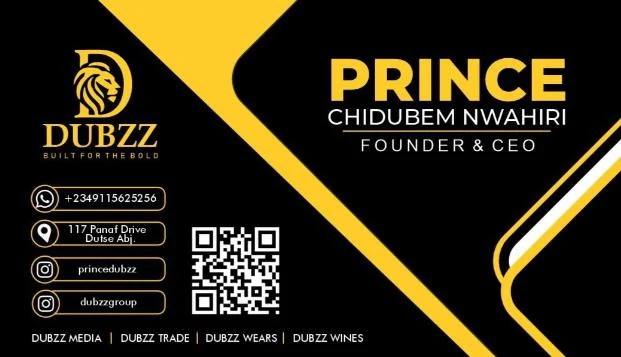 D
DUBZZ
BUILT FOR THE BOLD
PRINCE
CHIDUBEM NWAHIRI
FOUNDER & CEO
+2349115625256
117 Panaf Drive
Dutse Abj.
princedubzz
dubzzgroup
DUBZZ MEDIA | DUBZZ TRADE | DUBZZ WEARS | DUBZZ WINES